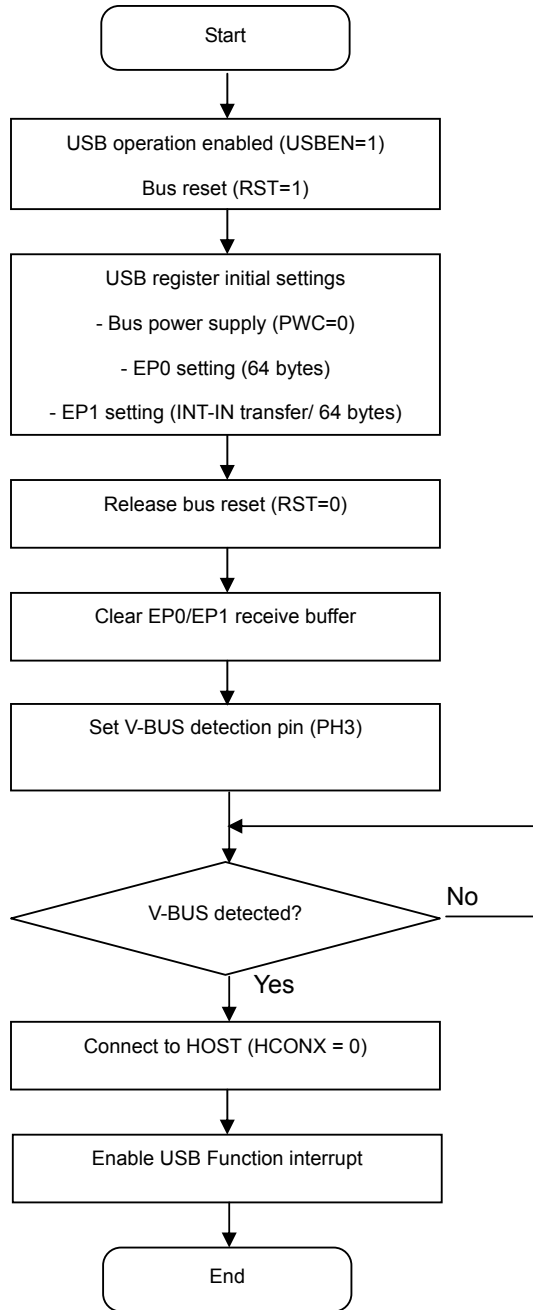 Start
USB operation enabled (USBEN=1)
Bus reset (RST=1)
USB register initial settings
- Bus power supply (PWC=0)
- EP0 setting (64 bytes)
- EP1 setting (INT-IN transfer/ 64 bytes)
Release bus reset (RST=0)
Clear EP0/EP1 receive buffer
Set V-BUS detection pin (PH3)
V-BUS detected?
No
Yes
Connect to HOST (HCONX = 0)
Enable USB Function interrupt
End